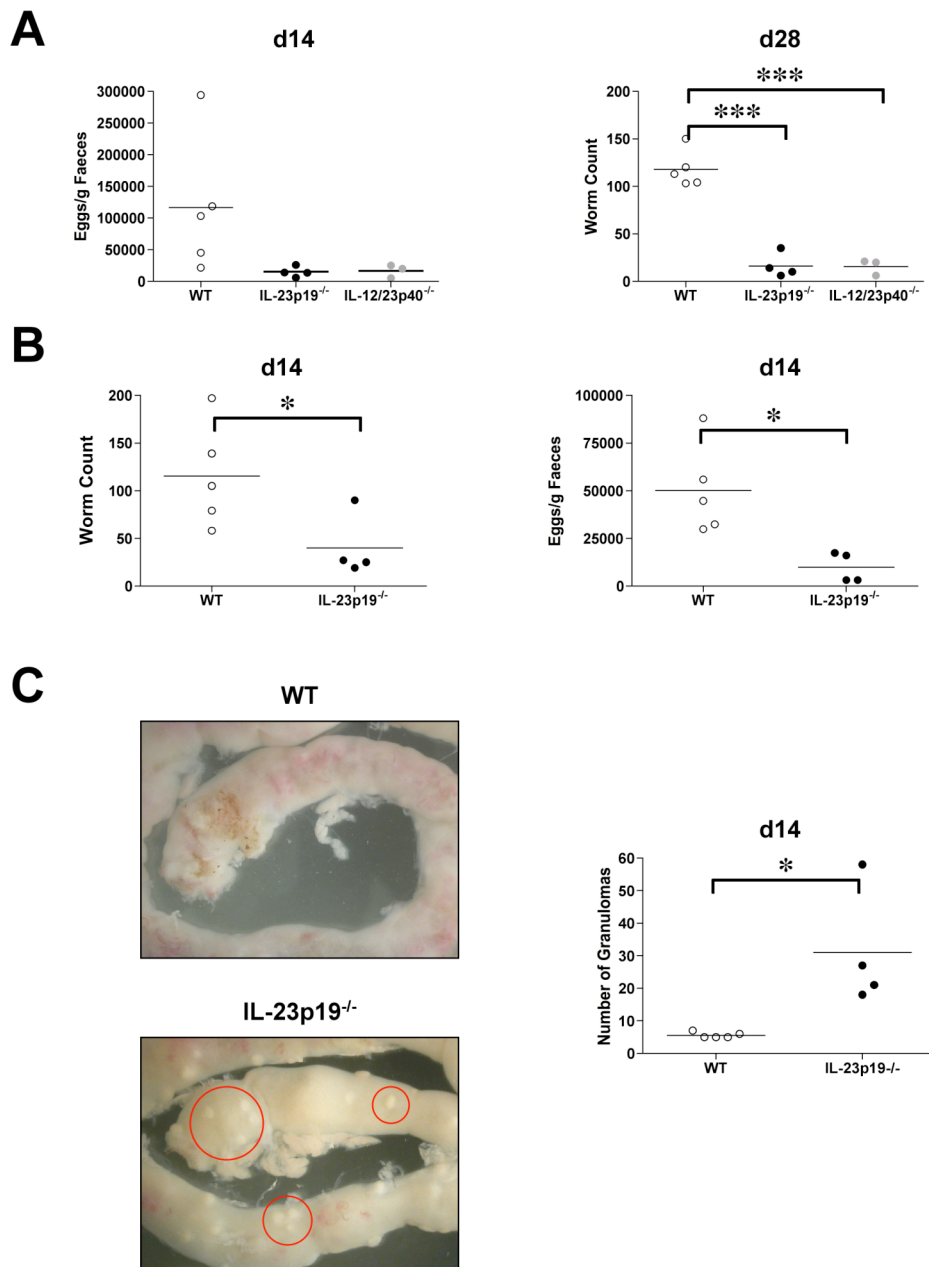 A
d14
Eggs/g Faeces
300000
250000
200000
150000
100000
50000
0
WT
IL-23p19-/-
IL-12/23p40-/-
d28
***
***
Worm Count
200
150
100
50
0
WT
IL-23p19-/-
IL-12/23p40-/-
B
d14
*
Worm Count
200
150
100
50
0
WT
IL-23p19-/-
d14
*
Eggs/g Faeces
100000
75000
50000
25000
0
WT
IL-23p19-/-
C
WT
IL-23p19-/-
d14
*
Number of Granulomas
60
50
40
30
20
10
0
WT
IL-23p19-/-